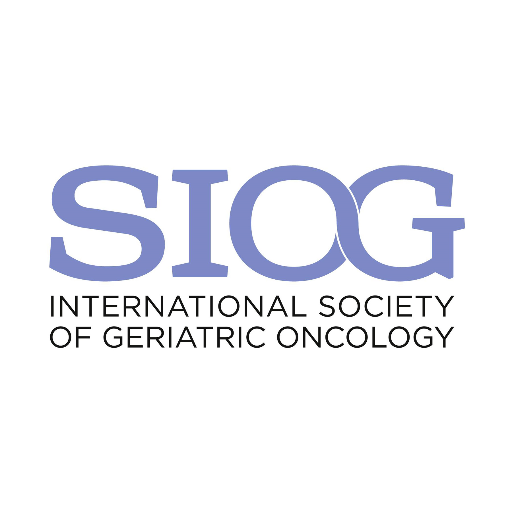 SIOG
INTERNATIONAL SOCIETY
OF GERIATRIC ONCOLOGY